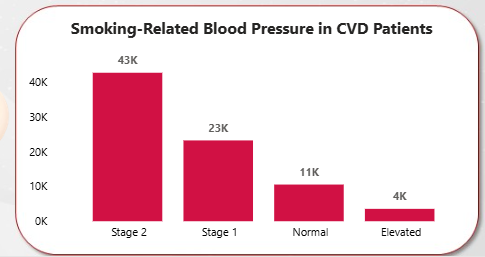 Smoking-Related Blood Pressure in CVD Patients
43K
40K
30K
23K
20K
11K
10K
4K
0K
Stage 2 Stage 1 Normal Elevated